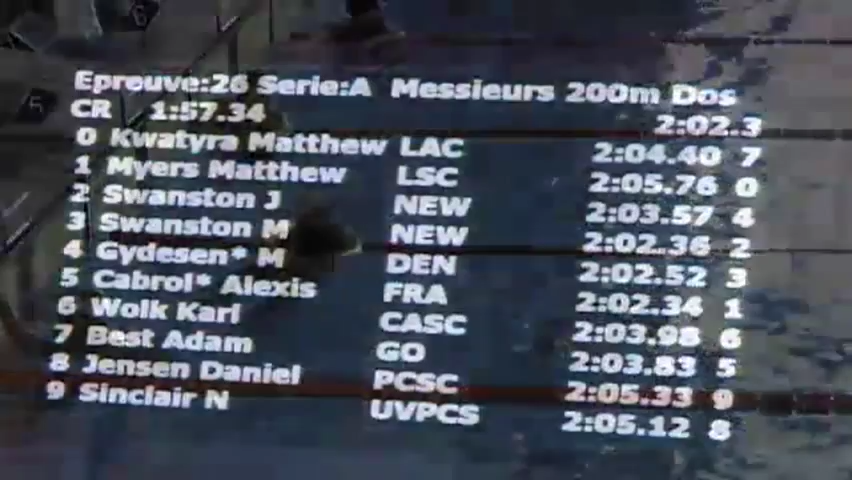 Epreuve:26 Serie:A Messieurs 200m Dos
CR 1:57.34 2:02.3
0 Kwatyra Matthew LAC 2:04.40 7
1 Myers Matthew LSC 2:05.76 0
2 Swanston J NEW 2:03.57 4
3 Swanston M NEW 2:02.36 2
4 Gydesen* M DEN 2:02.52 3
5 Cabrol* Alexis FRA 2:02.34 1
6 Wolk Karl CASC 2:03.98 6
7 Best Adam GO 2:03.83 5
8 Jensen Daniel PCSC 2:05.33 9
9 Sinclair N UVPCS 2:05.12 8